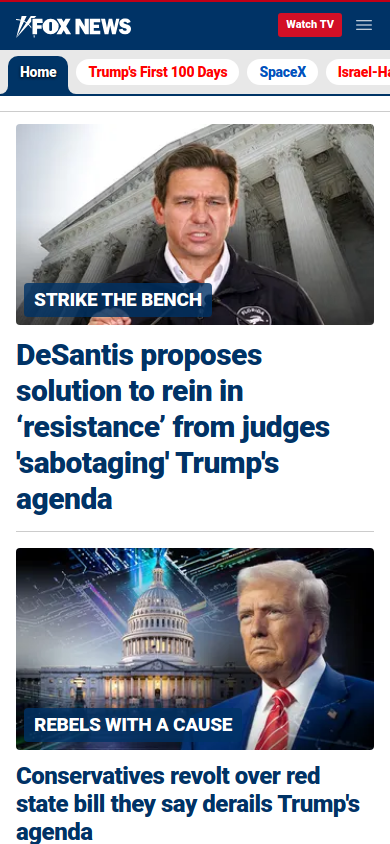 FOX NEWS
Watch TV
Home
Trump's First 100 Days
SpaceX
Israel-Ha
STRIKE THE BENCH
DeSantis proposes
solution to rein in
‘resistance’ from judges
'sabotaging' Trump's
agenda
REBELS WITH A CAUSE
Conservatives revolt over red
state bill they say derails Trump's
agenda